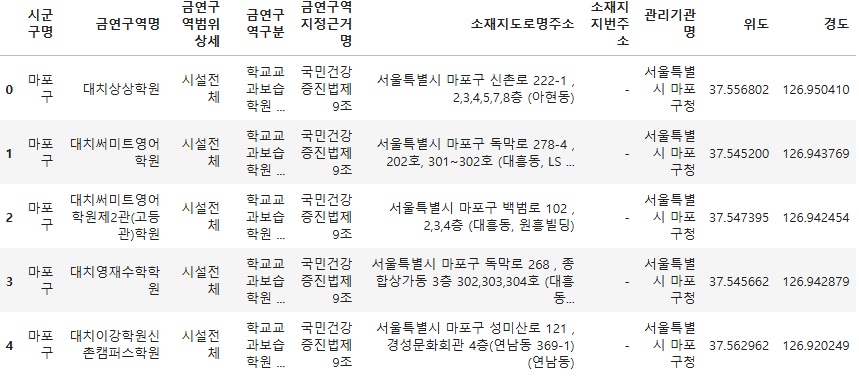 시군구명 금연구역명 금연구역범위상세 금연구역구분 금연구역지정근거명 소재지도로명주소 소재지지번주소 관리기관명 위도 경도
0 마포구 대치상상학원 시설전체 학교교과보습학원 ... 국민건강증진법제9조 서울특별시 마포구 신촌로 222-1 , 2,3,4,5,7,8층 (아현동) - 서울특별시 마포구청 37.556802 126.950410
1 마포구 대치써미트영어학원 시설전체 학교교과보습학원 ... 국민건강증진법제9조 서울특별시 마포구 독막로 278-4 , 202호, 301~302호 (대흥동, LS ... - 서울특별시 마포구청 37.545200 126.943769
2 마포구 대치써미트영어학원제2관(고등관)학원 시설전체 학교교과보습학원 ... 국민건강증진법제9조 서울특별시 마포구 백범로 102 , 2,3,4층 (대흥동, 원흥빌딩) - 서울특별시 마포구청 37.547395 126.942454
3 마포구 대치영재수학학원 시설전체 학교교과보습학원 ... 국민건강증진법제9조 서울특별시 마포구 독막로 268 , 종합상가동 3층 302,303,304호 (대흥동... - 서울특별시 마포구청 37.545662 126.942879
4 마포구 대치이강학원신촌캠퍼스학원 시설전체 학교교과보습학원 ... 국민건강증진법제9조 서울특별시 마포구 성미산로 121 , 경성문화회관 4층(연남동 369-1) (연남동) - 서울특별시 마포구청 37.562962 126.920249